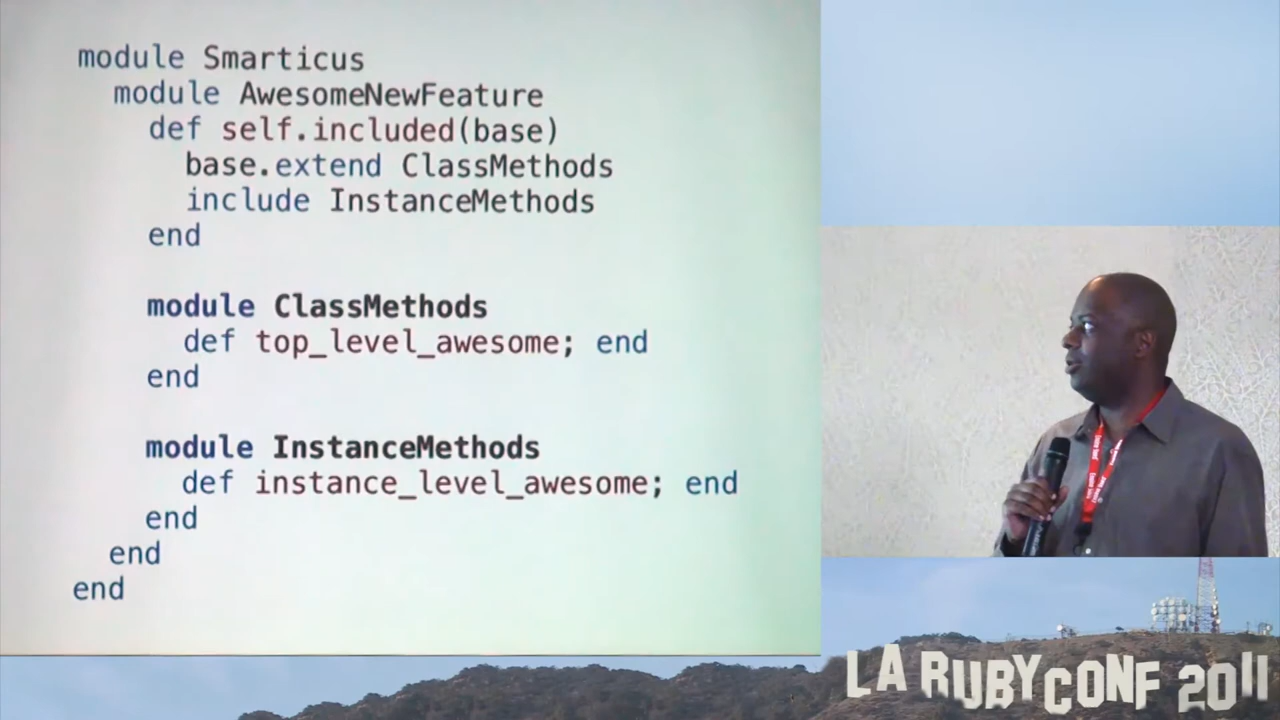 module Smarticus
module AwesomeNewFeature
def self.included(base)
base.extend ClassMethods
include InstanceMethods
end
module ClassMethods
def top_level_awesome; end
end
module InstanceMethods
def instance_level_awesome; end
end
end
end
LA RUBYCONF 2011